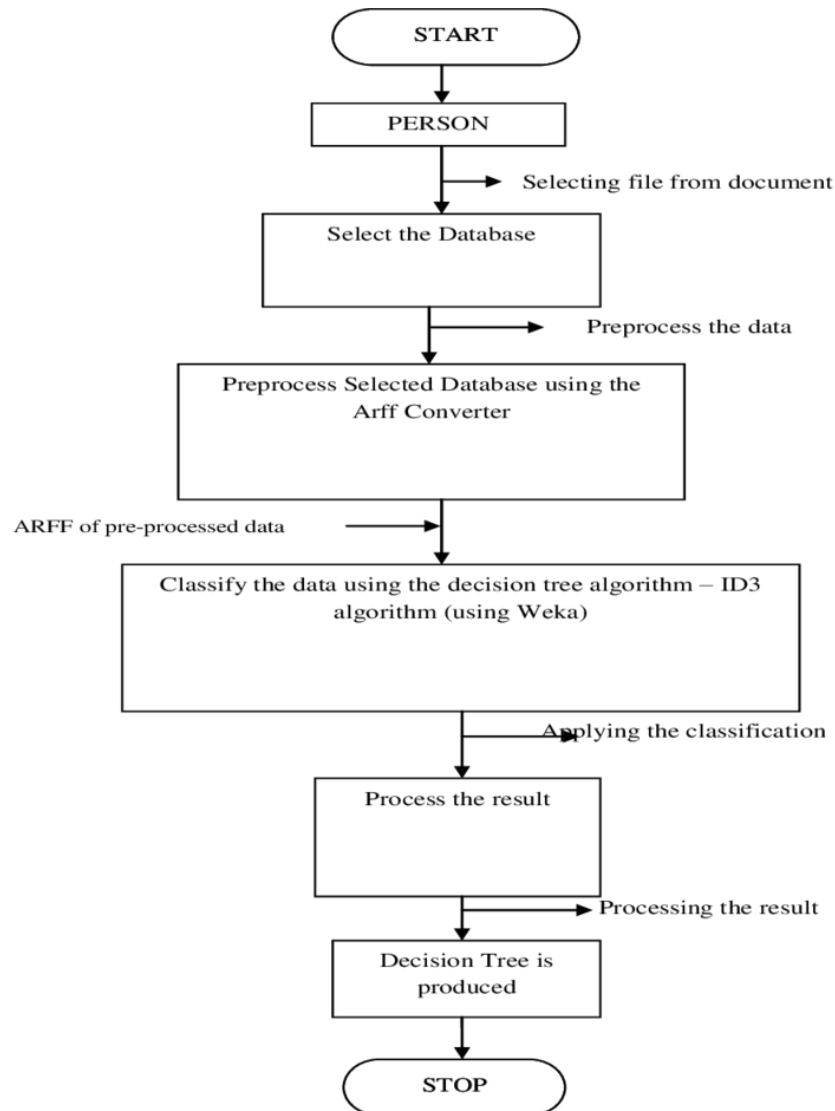 START
PERSON
Selecting file from document
Select the Database
Preprocess the data
Preprocess Selected Database using the
Arff Converter
ARFF of pre-processed data
Classify the data using the decision tree algorithm – ID3
algorithm (using Weka)
Applying the classification
Process the result
Processing the result
Decision Tree is
produced
STOP